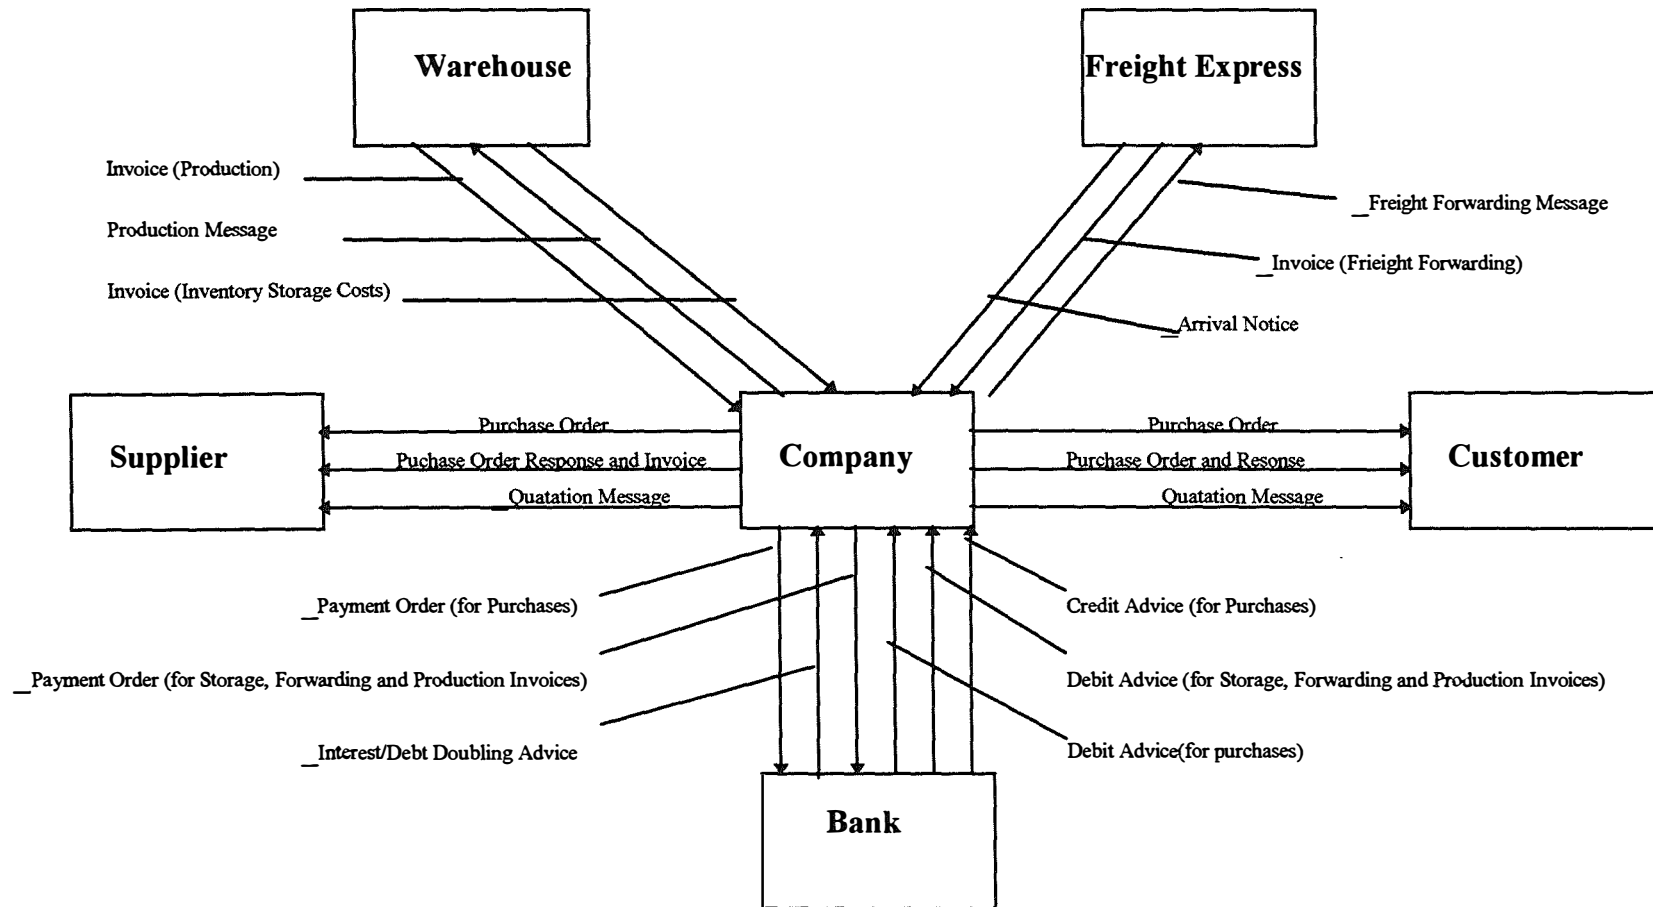 Warehouse
Freight Express
Invoice (Production)
_Freight Forwarding Message
Production Message
_Invoice (Frieight Forwarding)
Invoice (Inventory Storage Costs)
_Arrival Notice
Supplier
Purchase Order
Puchase Order Response and Invoice
_Quatation Message
Company
Purchase Order
Purchase Order and Resonse
Quatation Message
Customer
_Payment Order (for Purchases)
Credit Advice (for Purchases)
_Payment Order (for Storage, Forwarding and Production Invoices)
Debit Advice (for Storage, Forwarding and Production Invoices)
_Interest/Debt Doubling Advice
Debit Advice(for purchases)
Bank